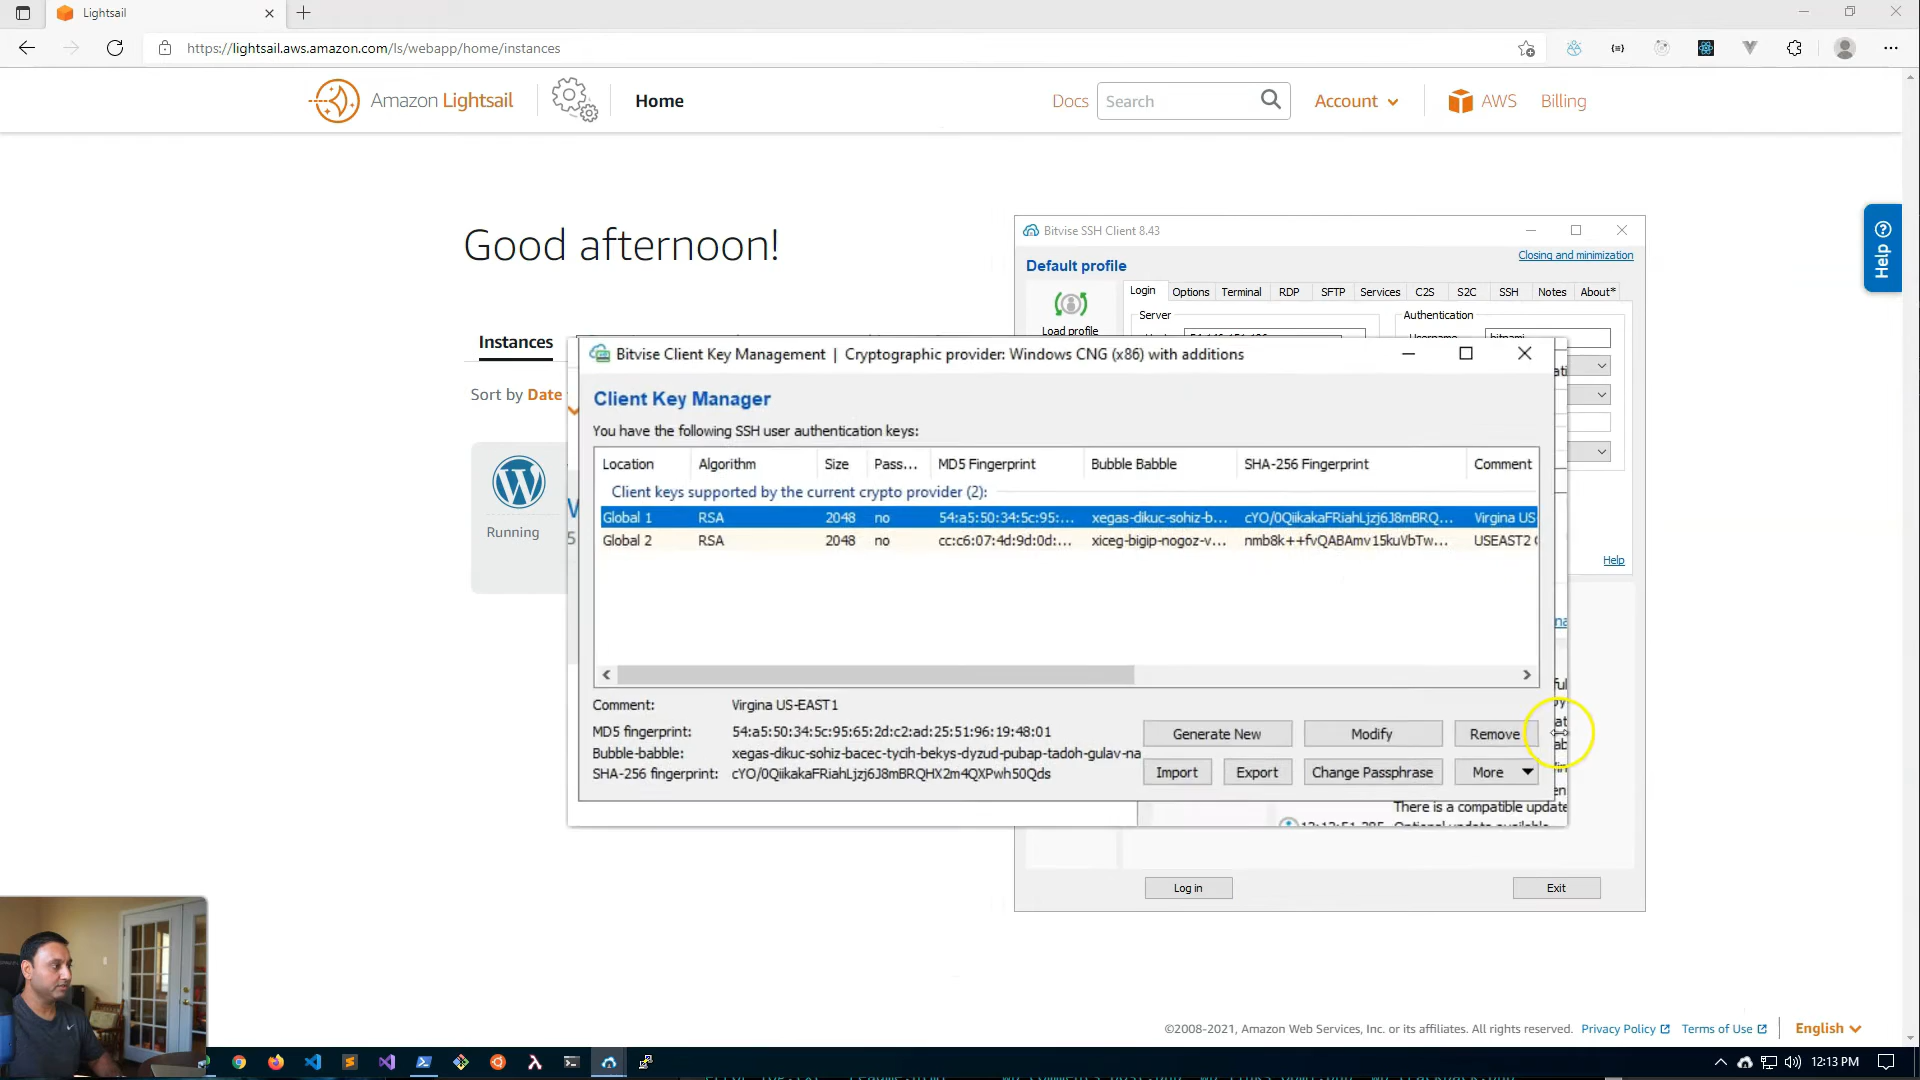 Lightsail
https://lightsail.aws.amazon.com/ls/webapp/home/instances
Amazon Lightsail
Home
Docs
Search
Account
AWS
Billing
Help
Good afternoon!
Instances
Sort by Date
Running
Bitvise SSH Client 8.43
Closing and minimization
Default profile
Load profile
Login Options Terminal RDP SFTP Services C2S S2C SSH Notes About*
Server
Authentication
Bitvise Client Key Management | Cryptographic provider: Windows CNG (x86) with additions
Client Key Manager
You have the following SSH user authentication keys:
Location Algorithm Size Pass... MD5 Fingerprint Bubble Babble SHA-256 Fingerprint Comment
Client keys supported by the current crypto provider (2):
Global 1 RSA 2048 no 54:a5:50:34:5c:95:... xegas-dikuc-sohiz-b... cYO/0QiikakaFRiahLjzj6J8mBRQ... Virgina US-
Global 2 RSA 2048 no cc:c6:07:4d:9d:0d:... xiceg-bigip-nogoz-v... nmb8k++fvQABAmv15kuVbTw... USEAST2
Help
Comment: Virgina US-EAST1
MD5 fingerprint: 54:a5:50:34:5c:95:65:2d:c2:ad:25:51:96:19:48:01
Bubble-babble: xegas-dikuc-sohiz-bacec-tycih-bekys-dyzud-pubap-tadoh-gulav-na
SHA-256 fingerprint: cYO/0QiikakaFRiahLjzj6J8mBRQHX2m4QXPwh50Qds
Generate New Modify Remove
Import Export Change Passphrase More
There is a compatible update
Log in
Exit
©2008-2021, Amazon Web Services, Inc. or its affiliates. All rights reserved. Privacy Policy Terms of Use English
12:13 PM